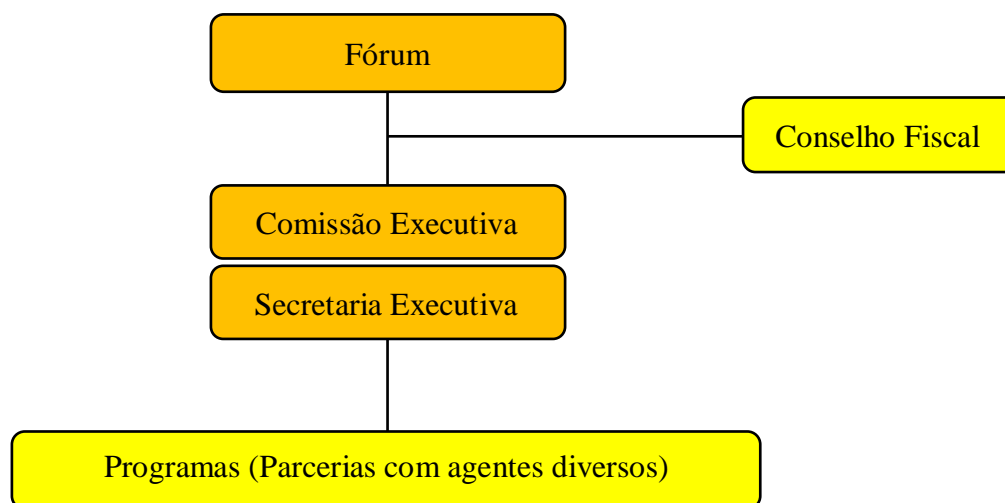 Fórum
Conselho Fiscal
Comissão Executiva
Secretaria Executiva
Programas (Parcerias com agentes diversos)